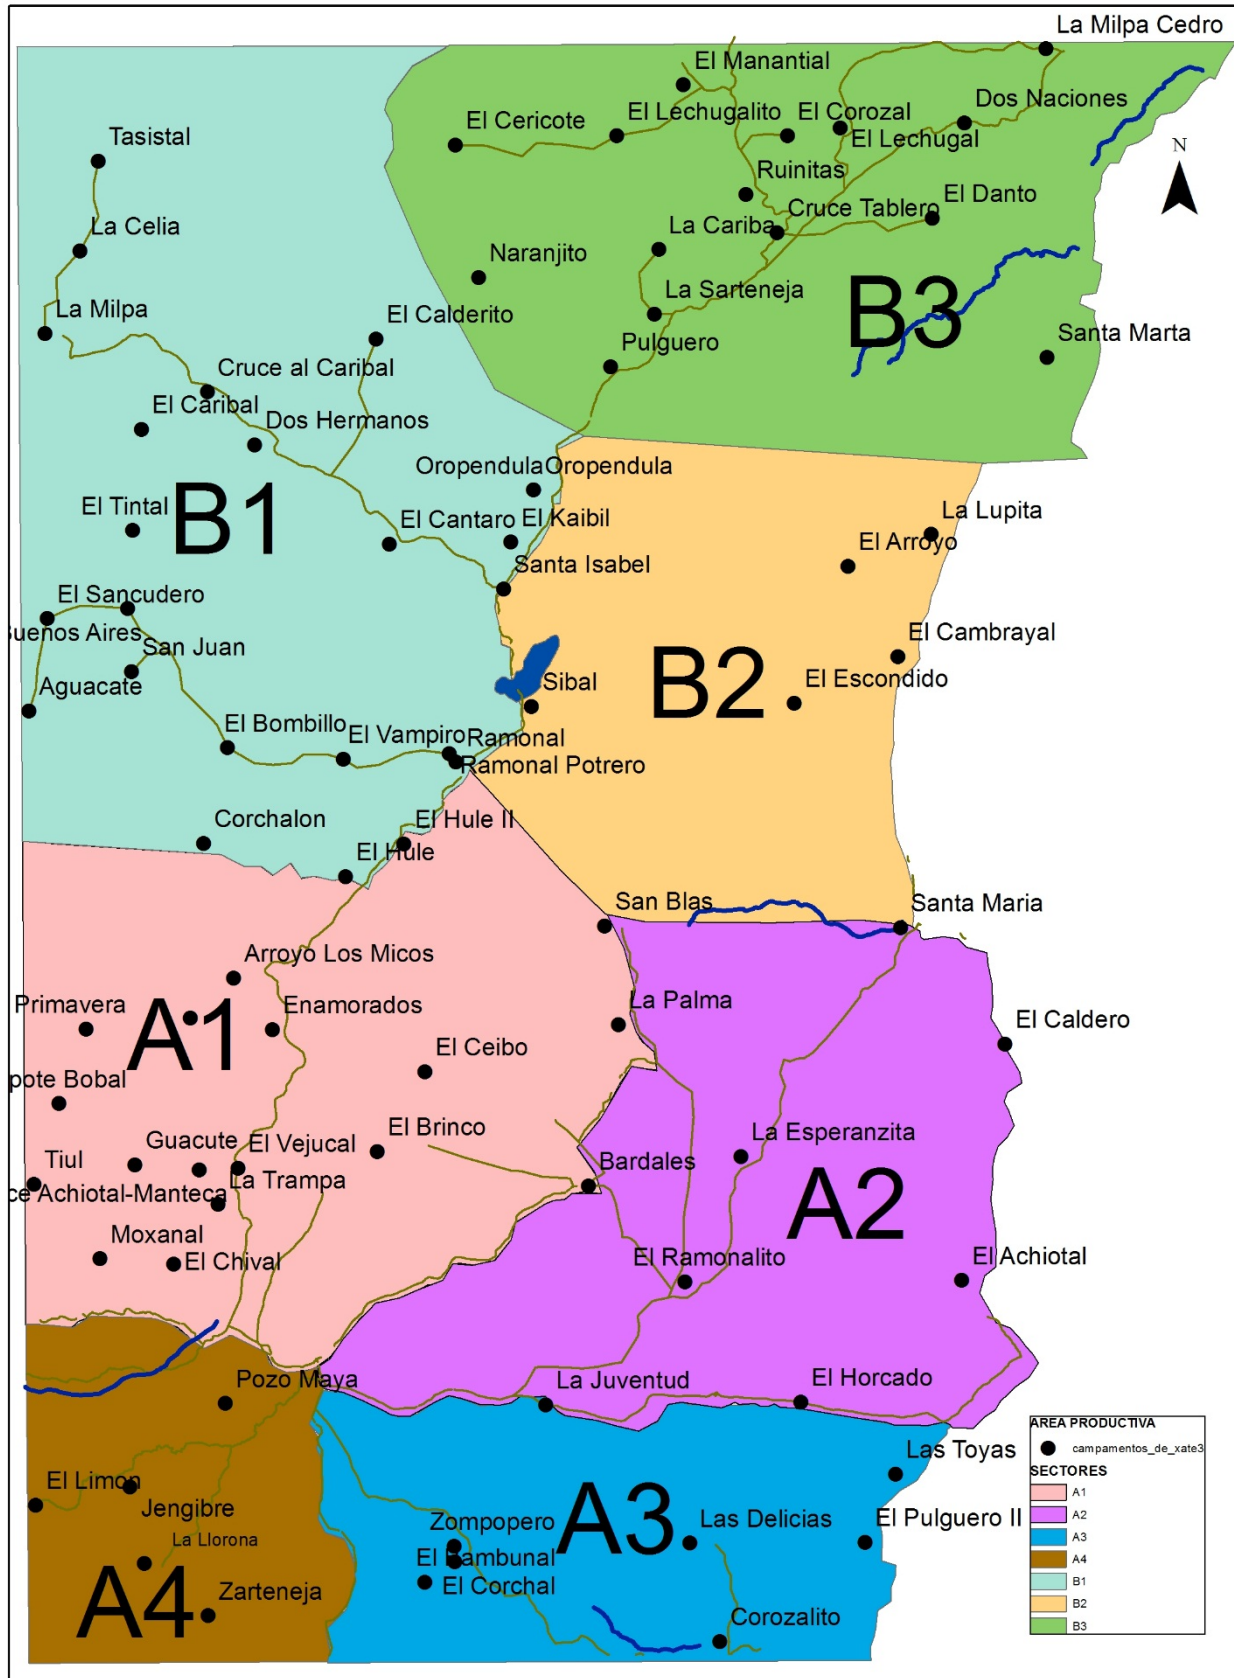 La Milpa Cedro
El Manantial
El Lechugalito
El Corozal
Dos Naciones
El Cericote
El Lechugal
Tasistal
N
Ruinitas
El Danto
Cruce Tablero
La Cariba
La Celia
Naranjito
La Sarteneja
B3
La Milpa
El Calderito
Pulguero
Santa Marta
Cruce al Caribal
El Caribal
Dos Hermanos
Oropendula
Oropendula
B1
El Tintal
El Cantaro
El Kaibil
La Lupita
El Arroyo
Santa Isabel
El Sancudero
Buenos Aires
San Juan
El Cambrayal
B2
Aguacate
Sibal
El Escondido
El Bombillo
El Vampiro
Ramonal
Ramonal Potrero
Corchalon
El Hule II
El Hule
San Blas
Santa Maria
Arroyo Los Micos
Primavera
A1
Enamorados
La Palma
El Caldero
El Ceibo
pote Bobal
El Brinco
La Esperanzita
Guacute
El Vejucal
Tiul
La Trampa
Bardales
ce Achiotal-Manteca
A2
Moxanal
El Chival
El Ramonalito
El Achiotal
Pozo Maya
La Juventud
El Horcado
AREA PRODUCTIVA
campamentos_de_xate3
SECTORES
A1
A2
A3
A4
B1
B2
B3
Las Toyas
El Limon
Jengibre
A3
Zompopero
Las Delicias
El Pulguero II
La Llorona
El Bambunal
El Corchal
A4
Zarteneja
Corozalito